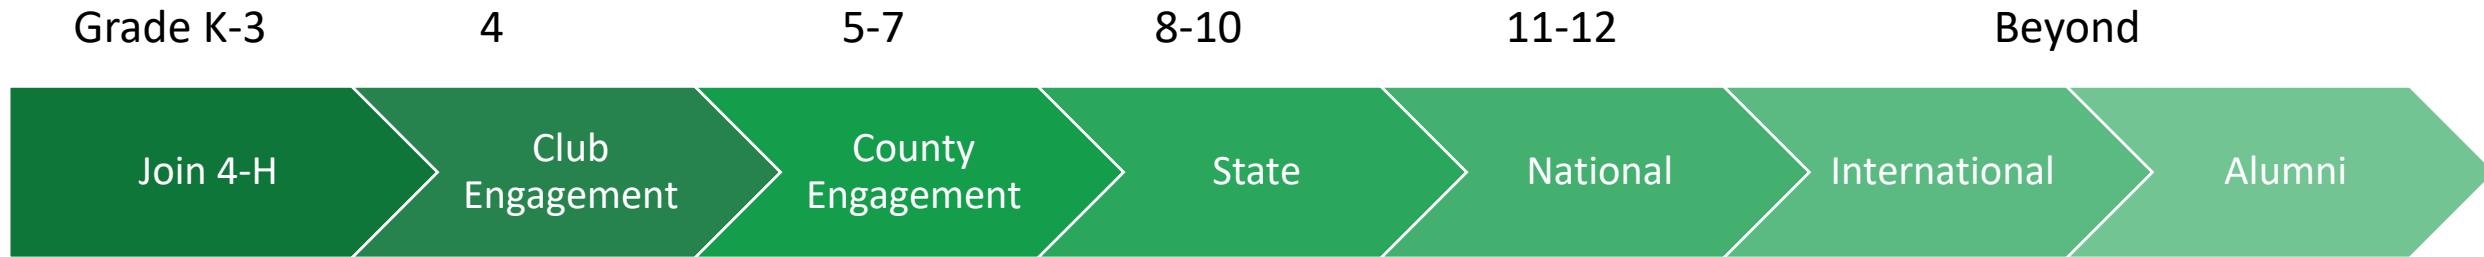 Grade K-3 4 5-7 8-10 11-12 Beyond
Join 4-H
Club
Engagement
County
Engagement
State
National
International
Alumni